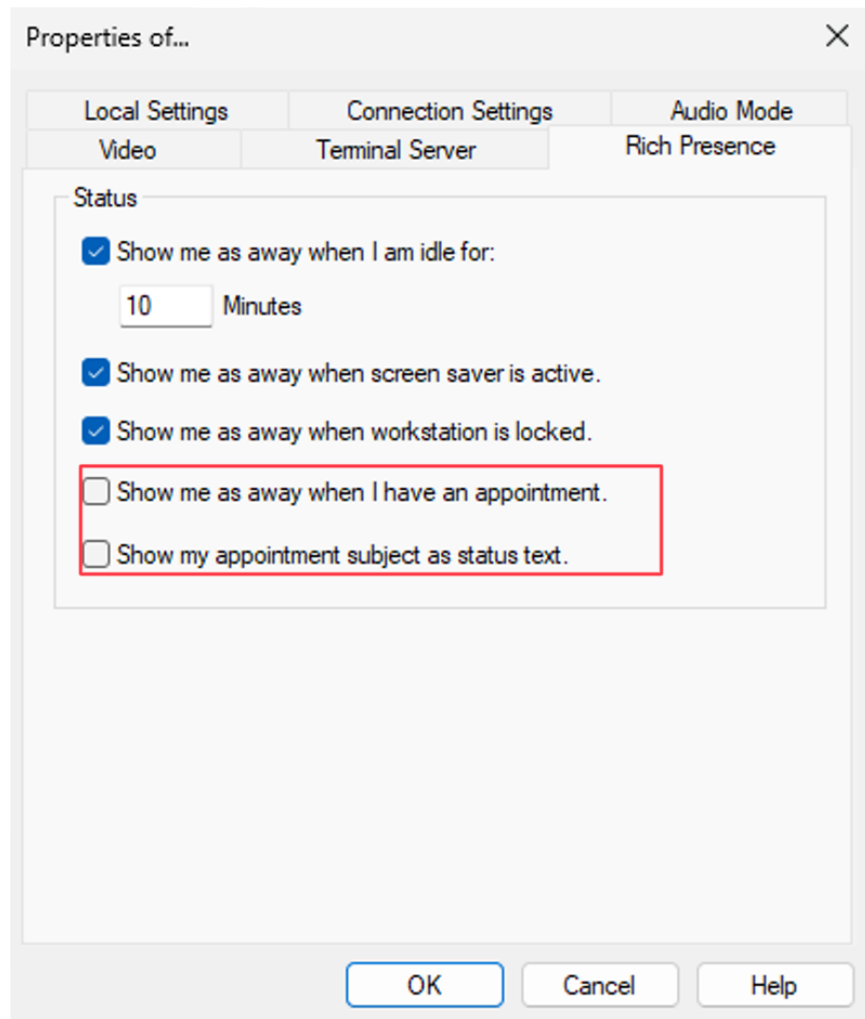 Properties of...
Local Settings
Connection Settings
Audio Mode
Video
Terminal Server
Rich Presence
Status
Show me as away when I am idle for:
10 Minutes
Show me as away when screen saver is active.
Show me as away when workstation is locked.
Show me as away when I have an appointment.
Show my appointment subject as status text.
OK
Cancel
Help